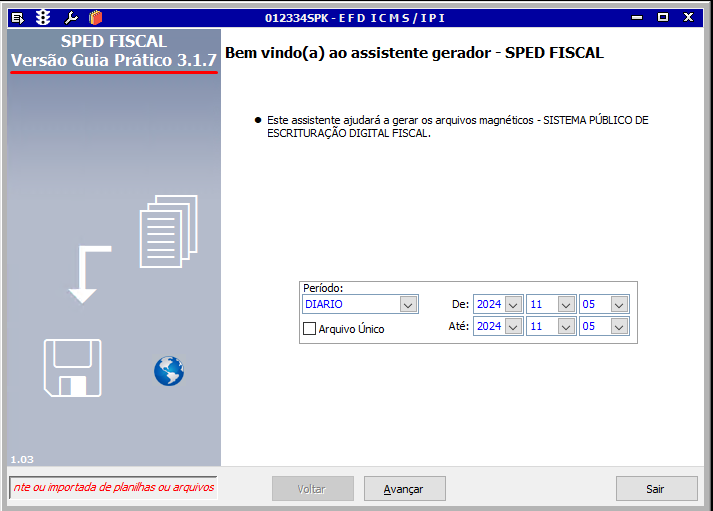 012334SPK - E F D I C M S / I P I
SPED FISCAL
Versão Guia Prático 3.1.7
Bem vindo(a) ao assistente gerador - SPED FISCAL
Este assistente ajudará a gerar os arquivos magnéticos - SISTEMA PÚBLICO DE
ESCRITURAÇÃO DIGITAL FISCAL.
Período:
DIARIO
De: 2024 11 05
Arquivo Único
Até: 2024 11 05
1.03
nte ou importada de planilhas ou arquivos
Voltar
Avançar
Sair